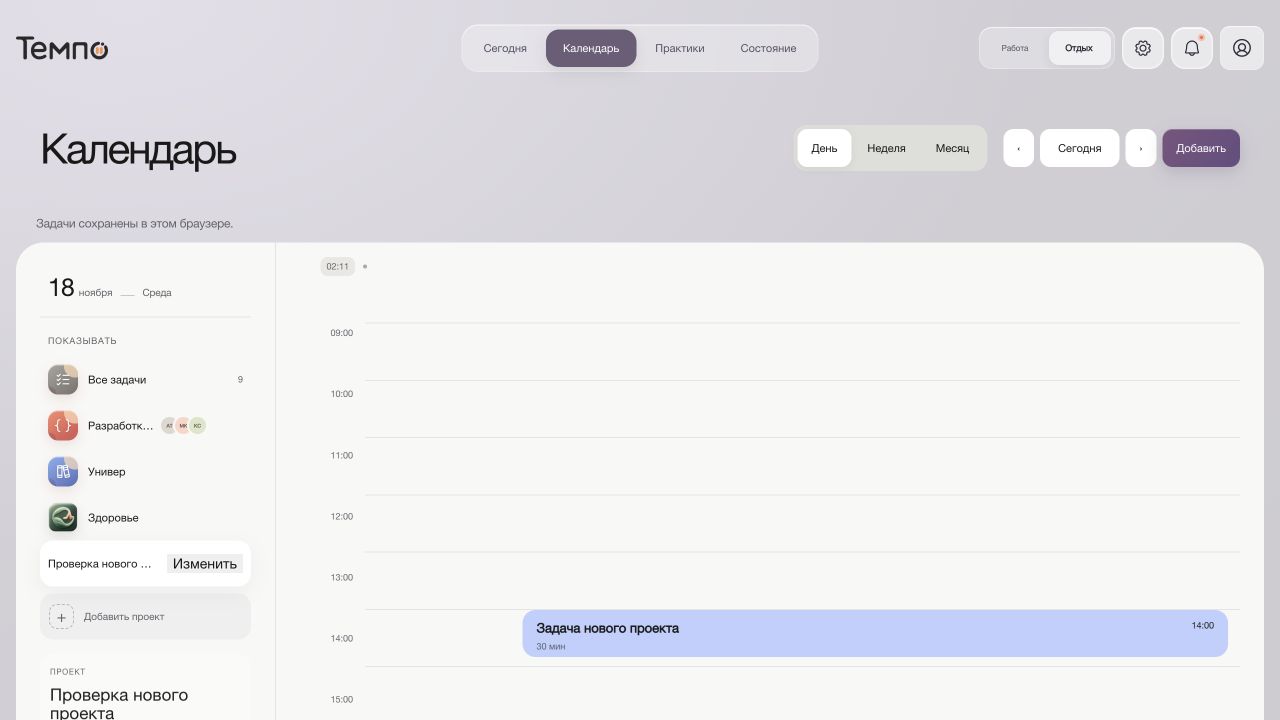 Темпо
Сегодня
Календарь
Практики
Состояние
Работа
Отдых
Календарь
День
Неделя
Месяц
‹
Сегодня
›
Добавить
Задачи сохранены в этом браузере.
18 ноября — Среда
ПОКАЗЫВАТЬ
Все задачи 9
Разработк… АТ МК КС
Универ
Здоровье
Проверка нового … Изменить
+ Добавить проект
ПРОЕКТ
Проверка нового
проекта
02:11
09:00
10:00
11:00
12:00
13:00
14:00
Задача нового проекта 14:00
30 мин
15:00